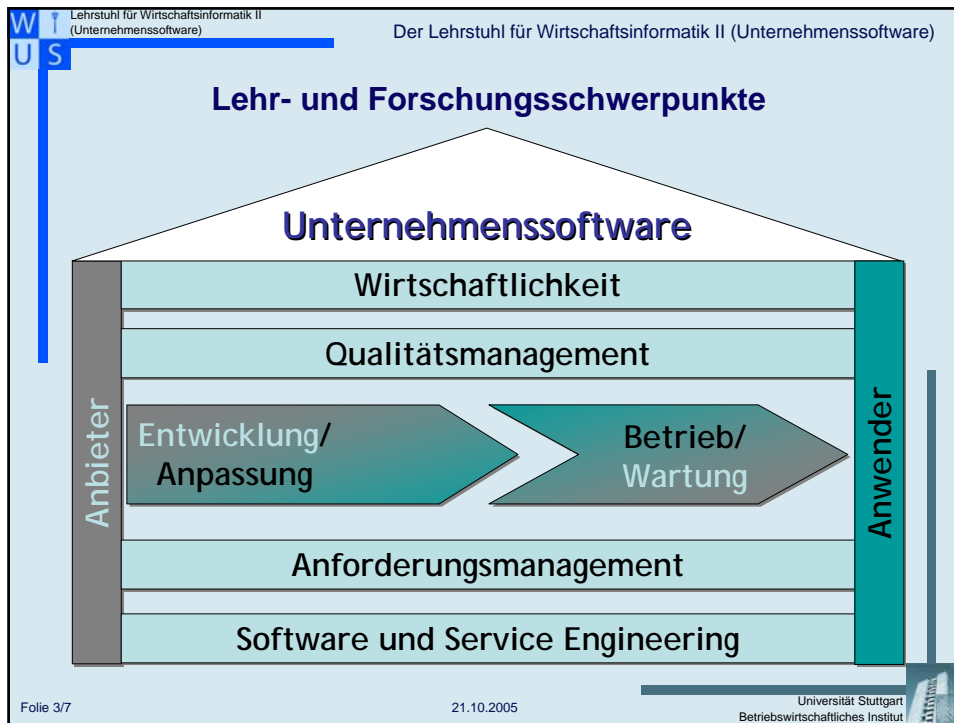 W
U S
Lehrstuhl für Wirtschaftsinformatik II
(Unternehmenssoftware)
Der Lehrstuhl für Wirtschaftsinformatik II (Unternehmenssoftware)
Lehr- und Forschungsschwerpunkte
Unternehmenssoftware
Anbieter
Wirtschaftlichkeit
Qualitätsmanagement
Entwicklung/
Anpassung
Betrieb/
Wartung
Anforderungsmanagement
Software und Service Engineering
Anwender
Folie 3/7
21.10.2005
Universität Stuttgart
Betriebswirtschaftliches Institut